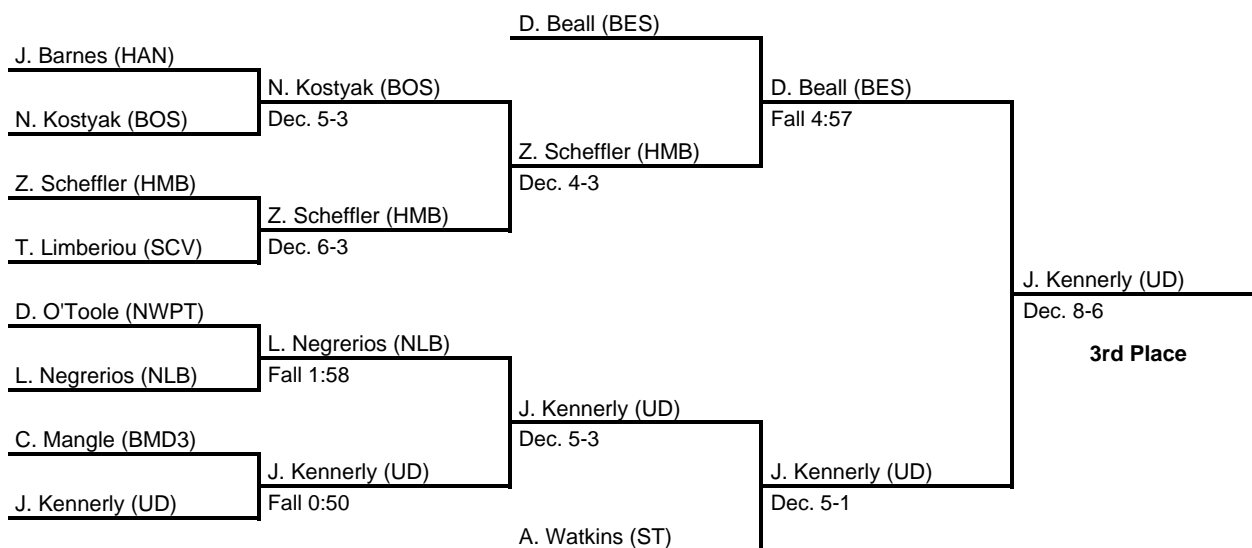 D. Beall (BES)
J. Barnes (HAN)
N. Kostyak (BOS)
D. Beall (BES)
N. Kostyak (BOS)
Dec. 5-3
Fall 4:57
Z. Scheffler (HMB)
Z. Scheffler (HMB)
Dec. 4-3
Z. Scheffler (HMB)
T. Limberiou (SCV)
Dec. 6-3
J. Kennerly (UD)
D. O'Toole (NWPT)
Dec. 8-6
L. Negrerios (NLB)
3rd Place
L. Negrerios (NLB)
Fall 1:58
J. Kennerly (UD)
C. Mangle (BMD3)
Dec. 5-3
J. Kennerly (UD)
J. Kennerly (UD)
J. Kennerly (UD)
Fall 0:50
Dec. 5-1
A. Watkins (ST)